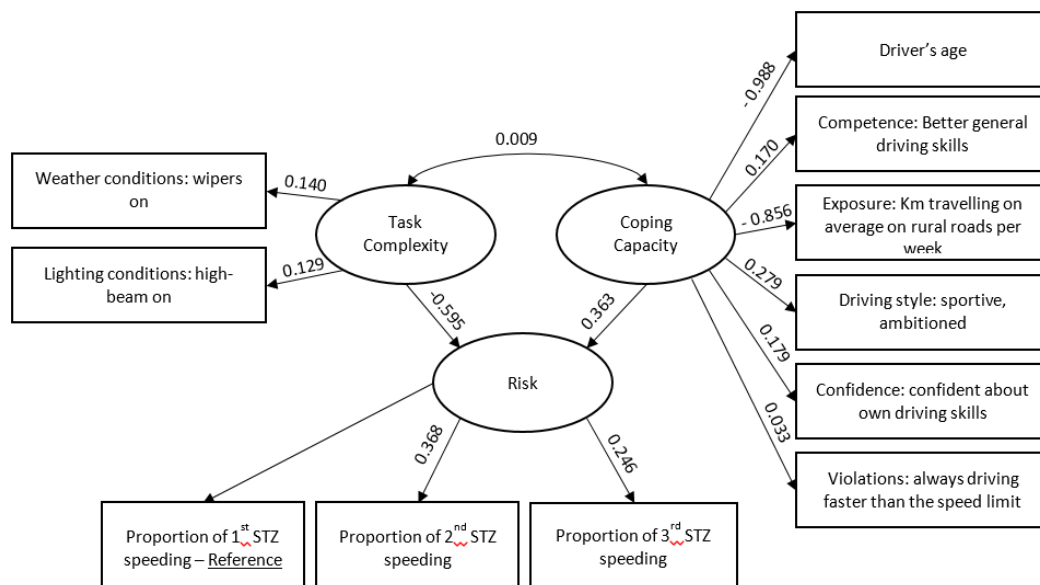 Driver's age
- 0.988
0.009
Competence: Better general
driving skills
0.170
Weather conditions: wipers
on
0.140
Task
Complexity
Coping
Capacity
- 0.856
Exposure: Km travelling on
average on rural roads per
week
Lighting conditions: high-
beam on
0.129
0.279
Driving style: sportive,
ambitioned
-0.595
0.363
0.179
Confidence: confident about
own driving skills
Risk
0.033
0.368
0.246
Violations: always driving
faster than the speed limit
Proportion of 1st STZ
speeding – Reference
Proportion of 2nd STZ
speeding
Proportion of 3rd STZ
speeding